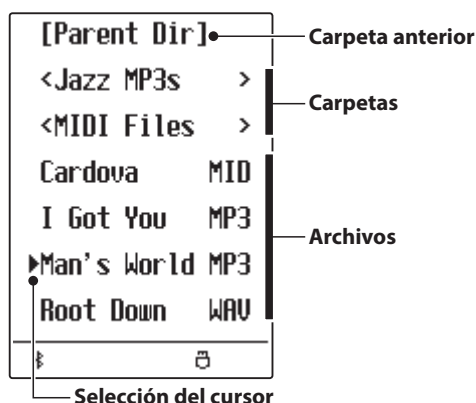 [Parent Dir]
Carpeta anterior
<Jazz MP3s >
<MIDI Files >
Carpetas
Cardova MID
I Got You MP3
Man's World MP3
Root Down WAV
Archivos
Selección del cursor